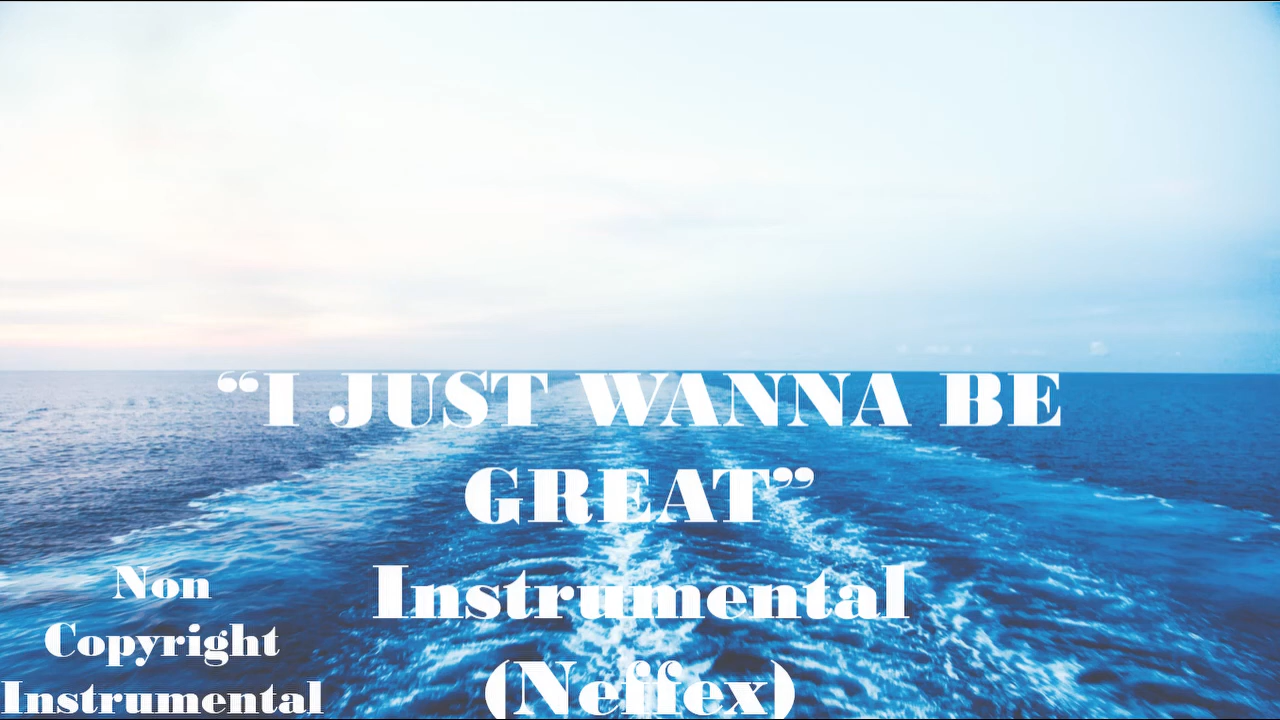 “I JUST WANNA BE
GREAT”
Instrumental
(Neffex)
Non
Copyright
Instrumental